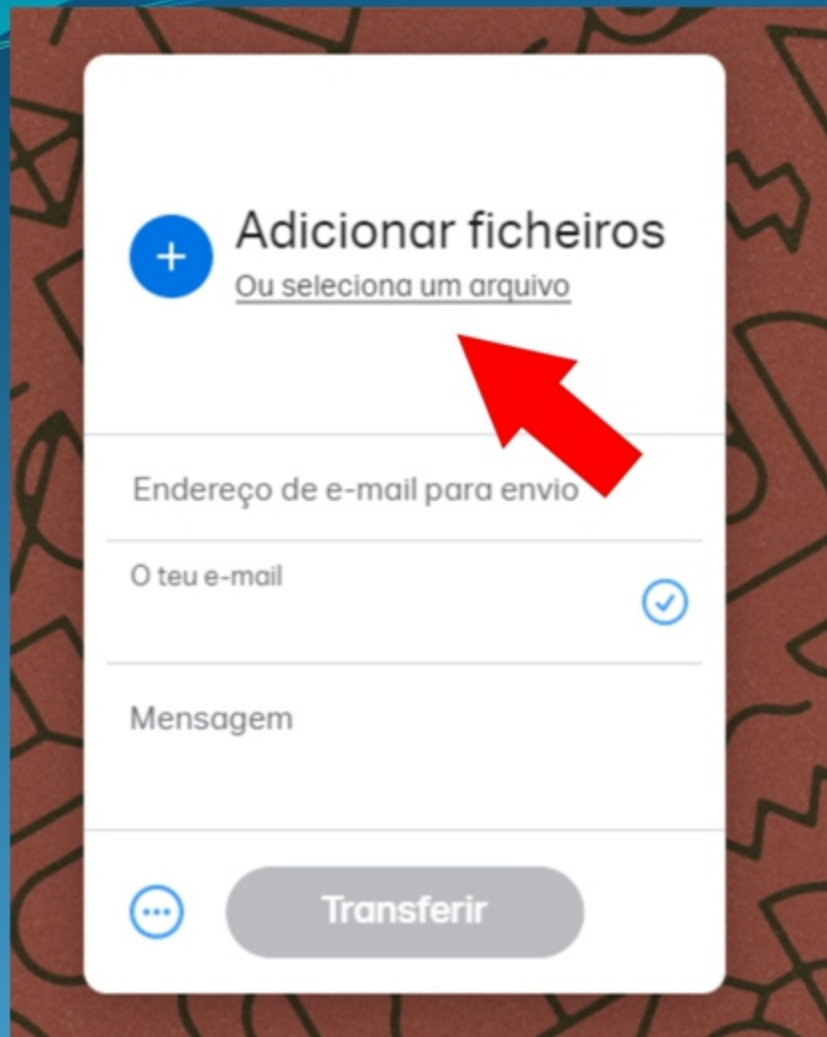 Adicionar ficheiros
Ou seleciona um arquivo
Endereço de e-mail para envio
O teu e-mail
Mensagem
Transferir